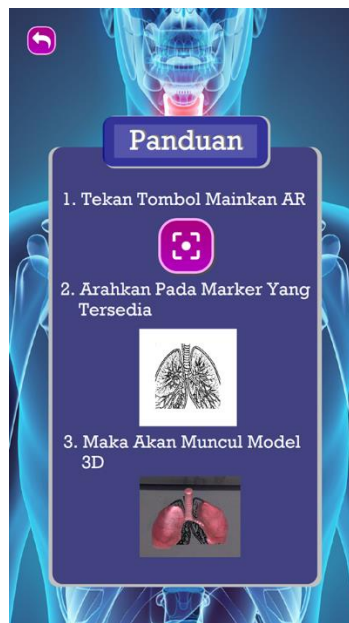 Panduan
1. Tekan Tombol Mainkan AR
2. Arahkan Pada Marker Yang
Tersedia
3. Maka Akan Muncul Model
3D